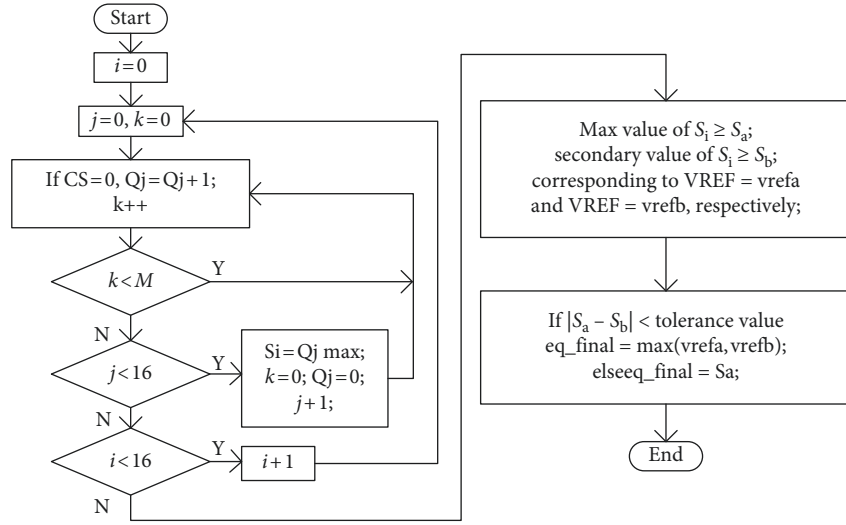 Start
i=0
j=0, k=0
If CS=0, Qj=Qj+1;
k++
k<M
Y
N
j<16
Y
Si=Qj max;
k=0; Qj=0;
j+1;
N
i<16
Y
i+1
N
Max value of Si ≥ Sa;
secondary value of Si ≥ Sb;
corresponding to VREF = vrefa
and VREF = vrefb, respectively;
If |Sa – Sb| < tolerance value
eq_final = max(vrefa,vrefb);
elseeq_final = Sa;
End